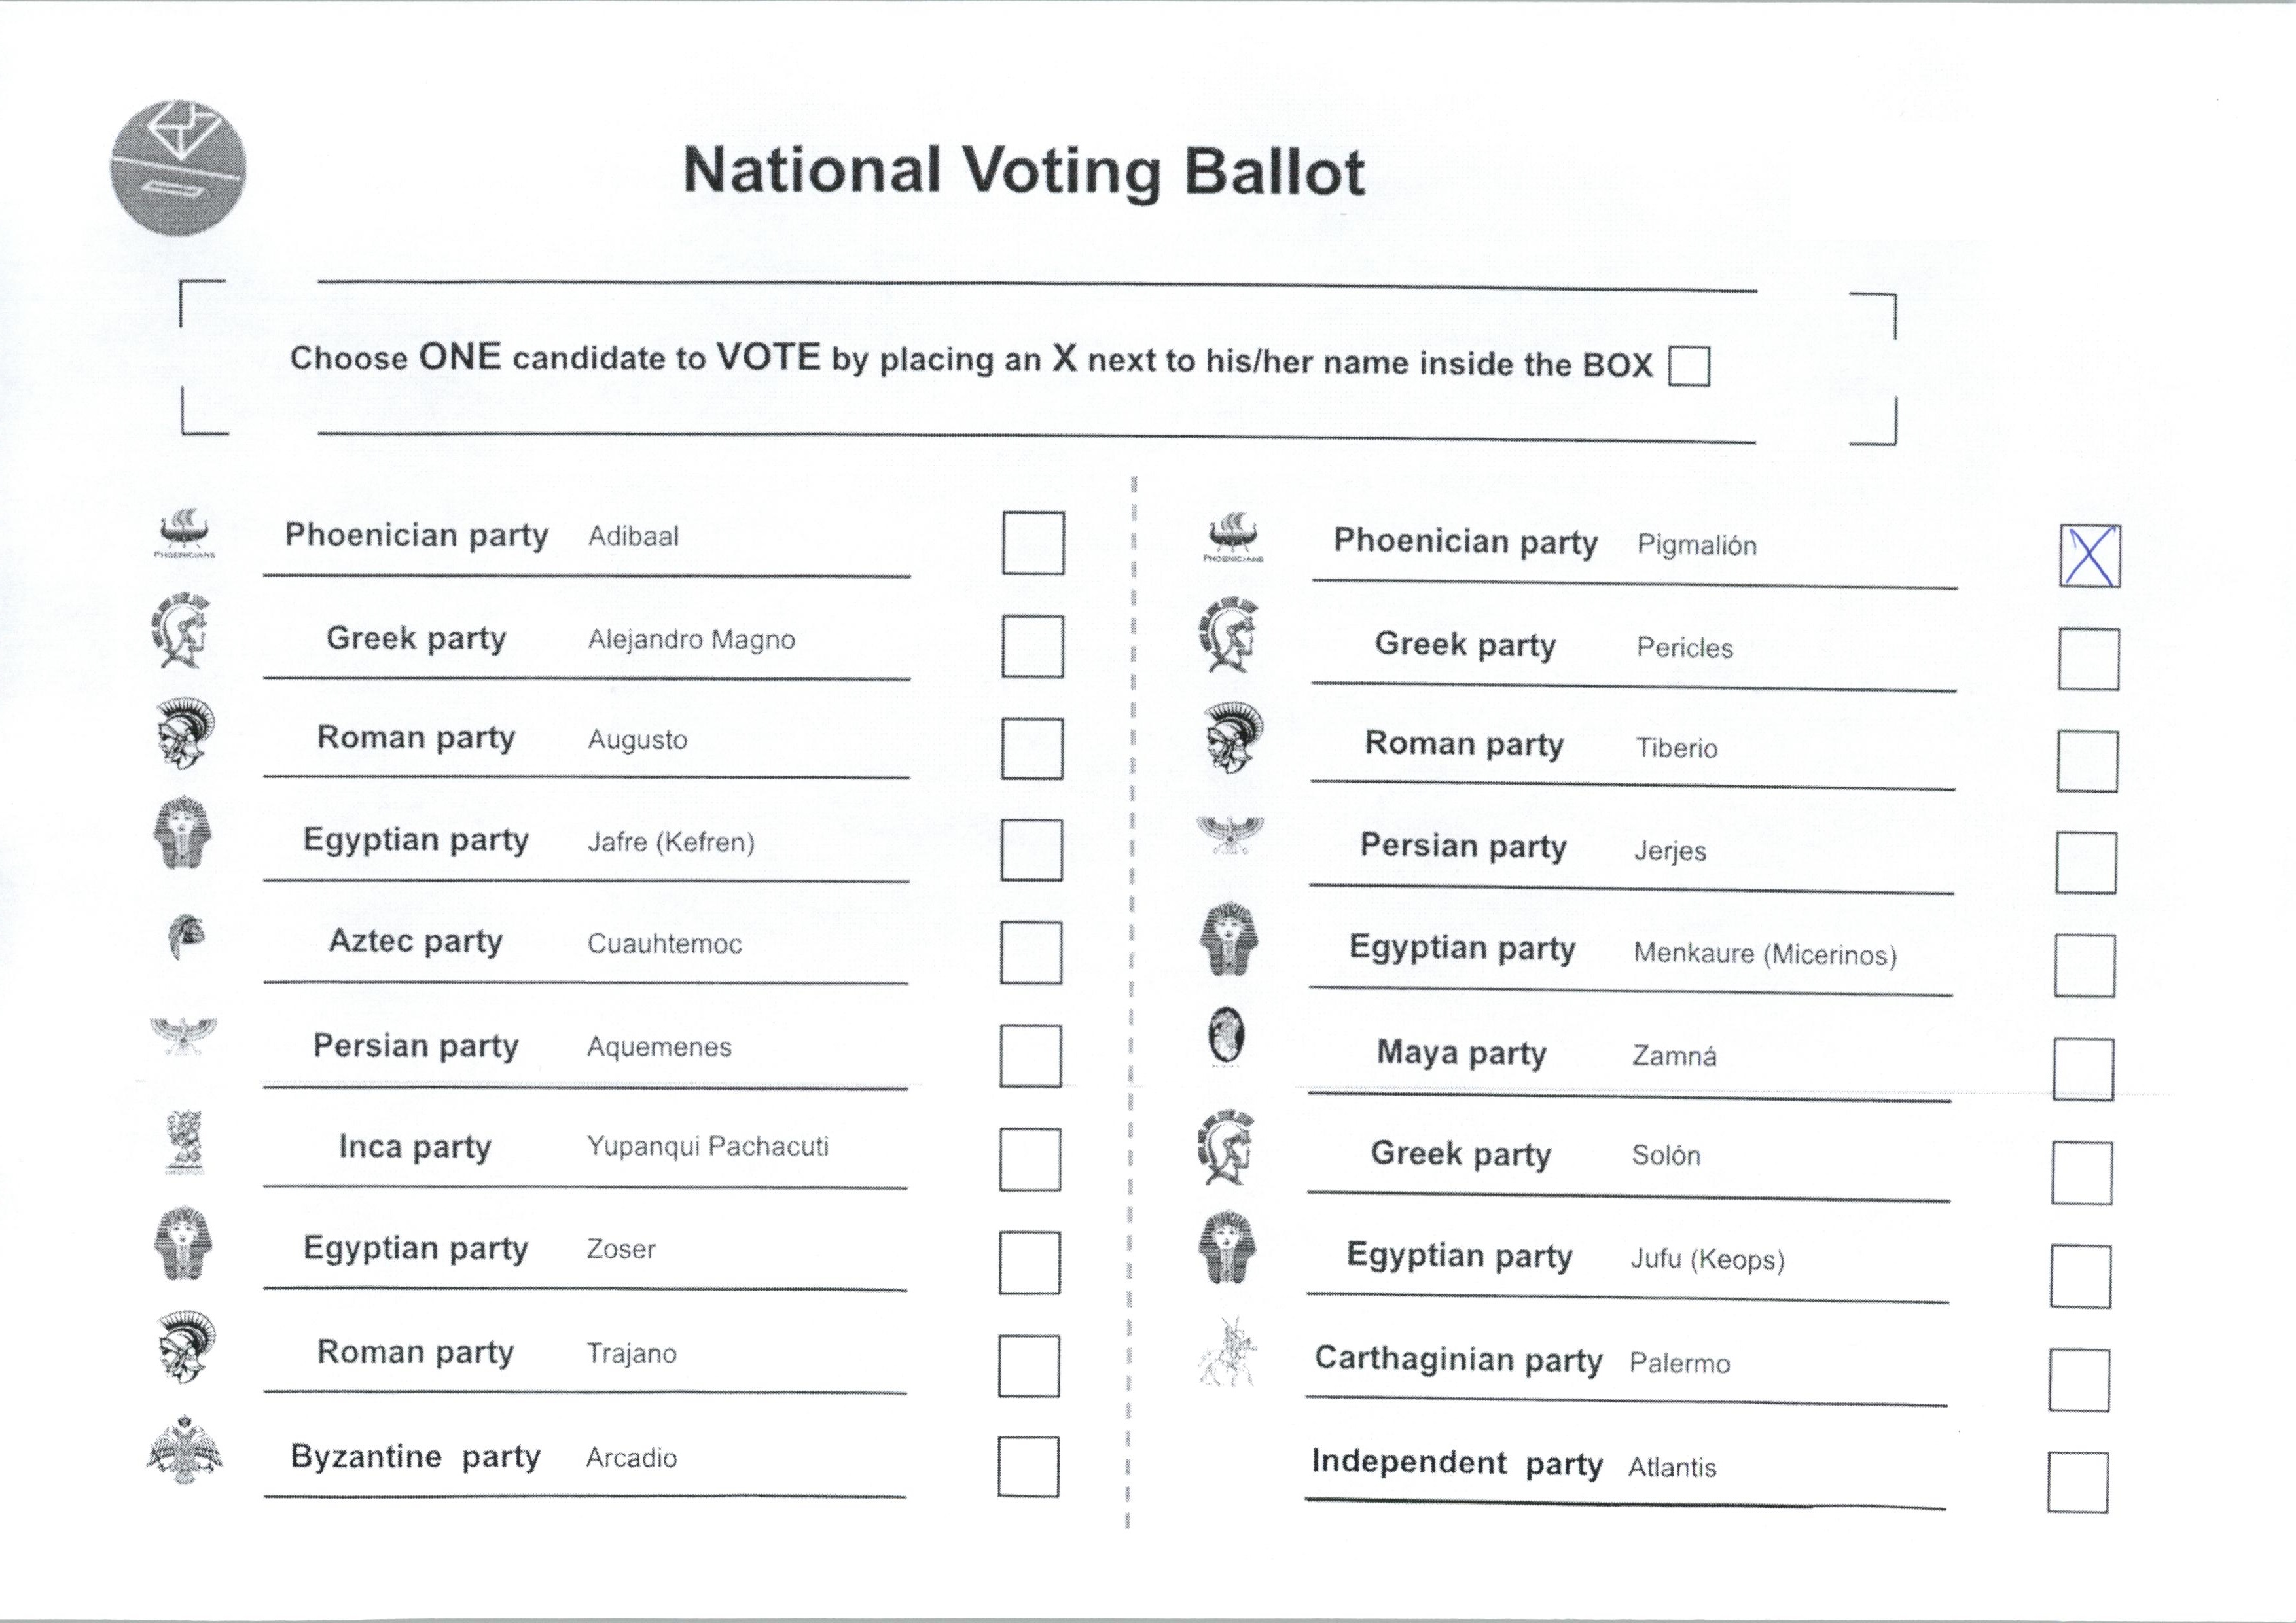 National Voting Ballot
Choose ONE candidate to VOTE by placing an X next to his/her name inside the BOX
PHOENICIANS
Phoenician party Adibaal
Greek party Alejandro Magno
Roman party Augusto
Egyptian party Jafre (Kefren)
Aztec party Cuauhtemoc
Persian party Aquemenes
Inca party Yupanqui Pachacuti
Egyptian party Zoser
Roman party Trajano
Byzantine party Arcadio
PHOENICIANS
Phoenician party Pigmalión X
Greek party Pericles
Roman party Tiberio
Persian party Jerjes
Egyptian party Menkaure (Micerinos)
Maya party Zamná
Greek party Solón
Egyptian party Jufu (Keops)
Carthaginian party Palermo
Independent party Atlantis